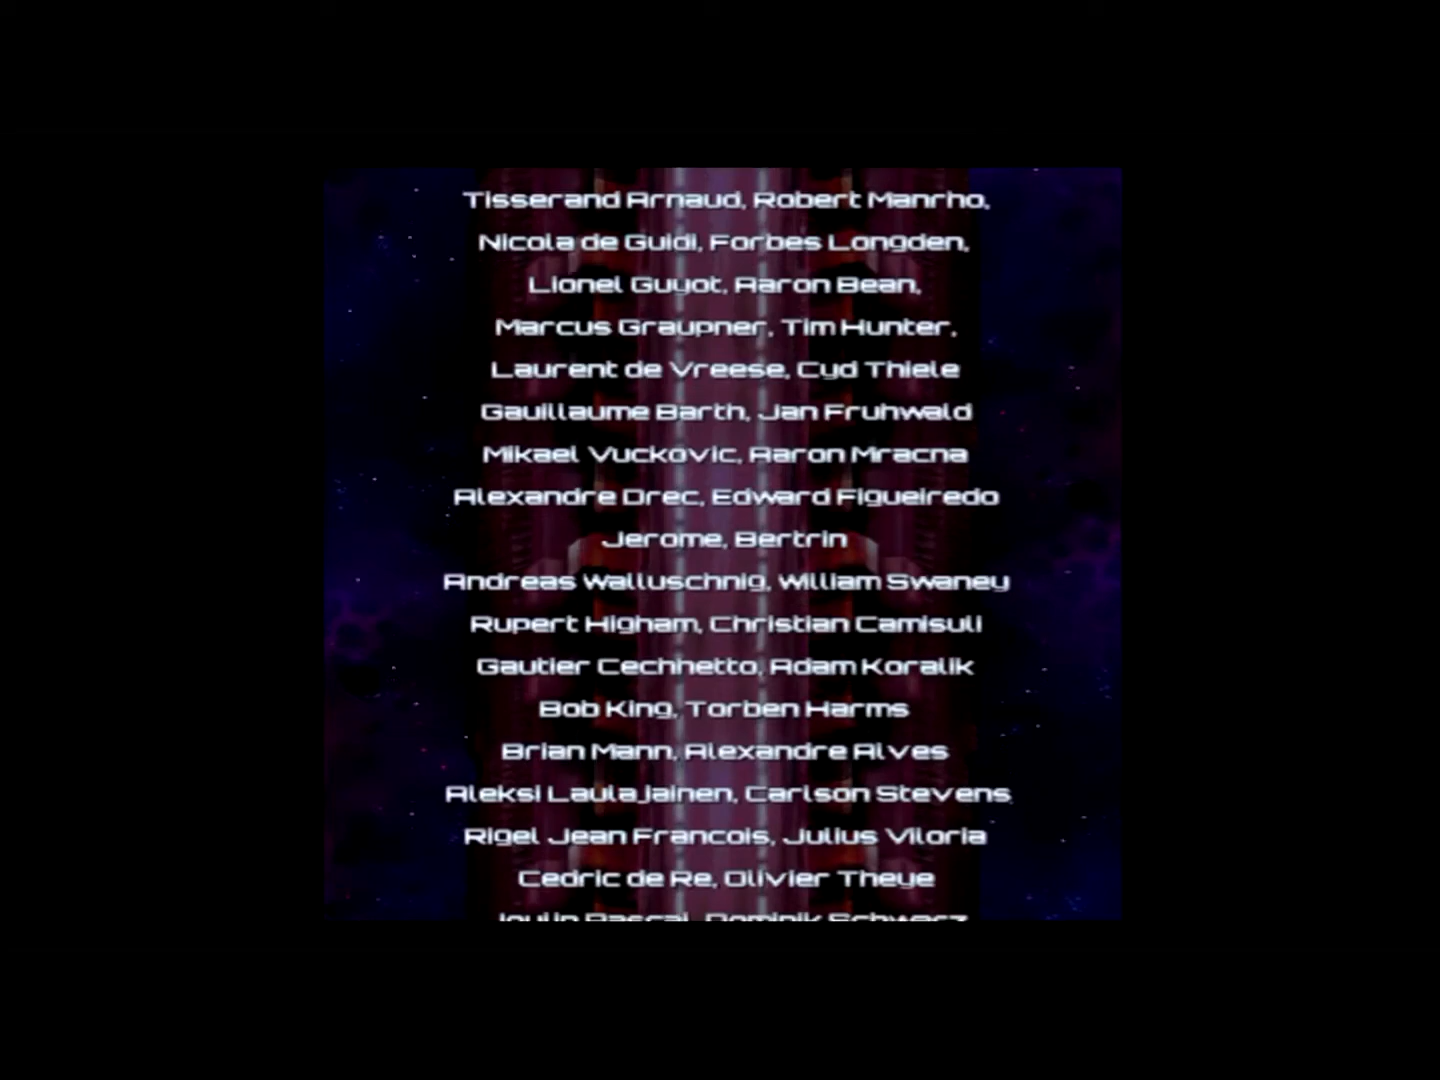 Tisserand Arnaud, Robert Manrho,
Nicola de Guidi, Forbes Longden,
Lionel Guyot, Aaron Bean,
Marcus Graupner, Tim Hunter,
Laurent de Vreese, Cyd Thiele
Gauillaume Barth, Jan Fruhwald
Mikael Vuckovic, Aaron Mracna
Alexandre Drec, Edward Figueiredo
Jerome, Bertrin
Andreas Walluschnig, William Swaney
Rupert Higham, Christian Camisuli
Gautier Cechhetto, Adam Koralik
Bob King, Torben Harms
Brian Mann, Alexandre Alves
Aleksi Laulajainen, Carlson Stevens
Rigel Jean Francois, Julius Viloria
Cedric de Re, Olivier Theye
Pascal, Dominik Schwarz